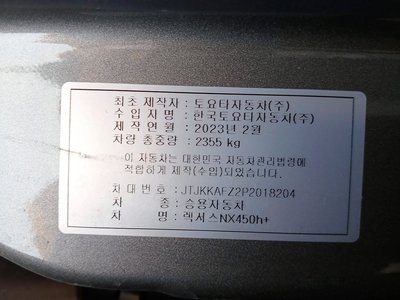 최초 제작자 : 토요타자동차(주)
수 입 자 명 : 한국토요타자동차(주)
제 작 연 월 : 2023년 2월
차량 총중량 : 2355 kg
이 자동차는 대한민국 자동차관리법령에
적합하게 제작(수입)되었습니다.
차 대 번 호 : JTJKKAFZ2P2018204
차 종 : 승용자동차
차 명 : 렉서스NX450h+